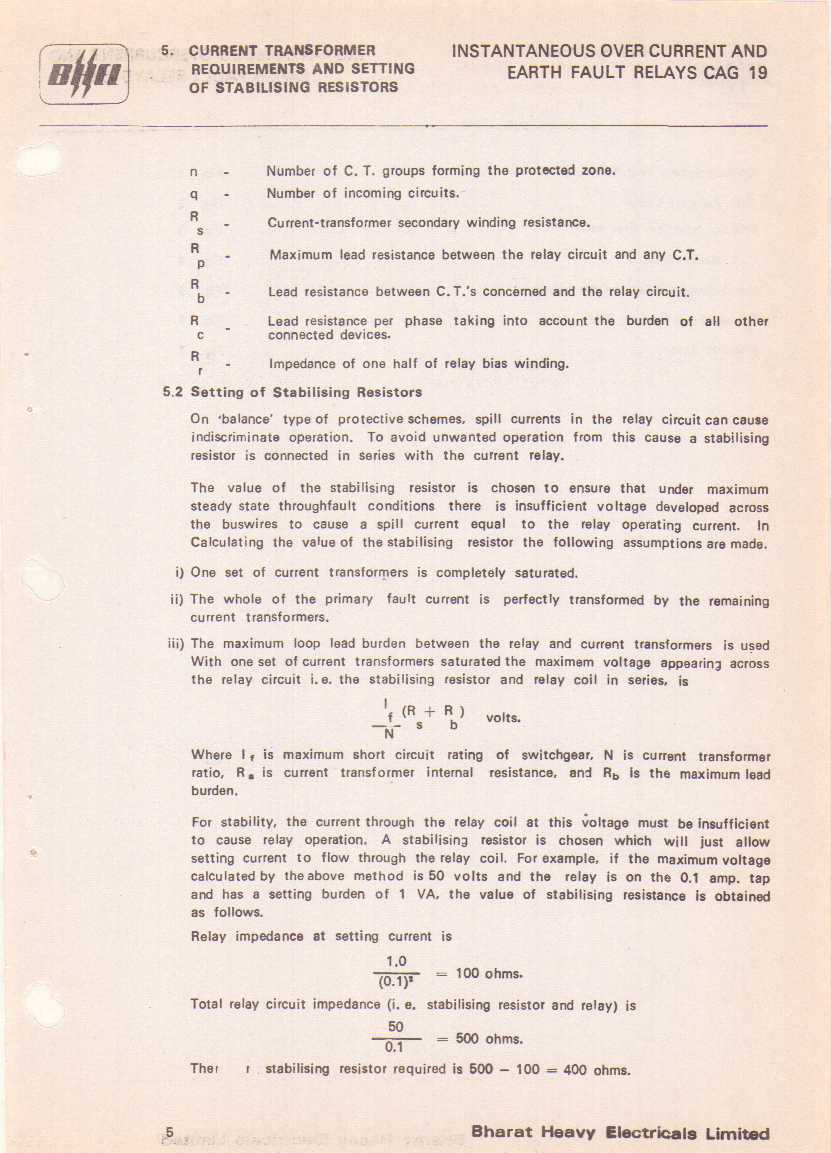 BHEL
5. CURRENT TRANSFORMER
REQUIREMENTS AND SETTING
OF STABILISING RESISTORS
INSTANTANEOUS OVER CURRENT AND
EARTH FAULT RELAYS CAG 19
n - Number of C. T. groups forming the protected zone.
q - Number of incoming circuits.
R s - Current-transformer secondary winding resistance.
R p - Maximum lead resistance between the relay circuit and any C.T.
R b - Lead resistance between C. T.'s concerned and the relay circuit.
R c - Lead resistance per phase taking into account the burden of all other
connected devices.
R r - Impedance of one half of relay bias winding.
5.2 Setting of Stabilising Resistors
On 'balance' type of protective schemes, spill currents in the relay circuit can cause
indiscriminate operation. To avoid unwanted operation from this cause a stabilising
resistor is connected in series with the current relay.
The value of the stabilising resistor is chosen to ensure that under maximum
steady state throughfault conditions there is insufficient voltage developed across
the buswires to cause a spill current equal to the relay operating current. In
Calculating the value of the stabilising resistor the following assumptions are made.
i) One set of current transformers is completely saturated.
ii) The whole of the primary fault current is perfectly transformed by the remaining
current transformers.
iii) The maximum loop lead burden between the relay and current transformers is used
With one set of current transformers saturated the maximem voltage appearing across
the relay circuit i. e. the stabilising resistor and relay coil in series, is
I f (R s + R b) volts.
N
Where I f is maximum short circuit rating of switchgear, N is current transformer
ratio, R s is current transformer internal resistance, and Rb is the maximum lead
burden.
For stability, the current through the relay coil at this voltage must be insufficient
to cause relay operation. A stabilising resistor is chosen which will just allow
setting current to flow through the relay coil. For example, if the maximum voltage
calculated by the above method is 50 volts and the relay is on the 0.1 amp. tap
and has a setting burden of 1 VA, the value of stabilising resistance is obtained
as follows.
Relay impedance at setting current is
1.0
(0.1)² = 100 ohms.
Total relay circuit impedance (i. e. stabilising resistor and relay) is
50
0.1 = 500 ohms.
Ther r stabilising resistor required is 500 – 100 = 400 ohms.
5
Bharat Heavy Electricals Limited